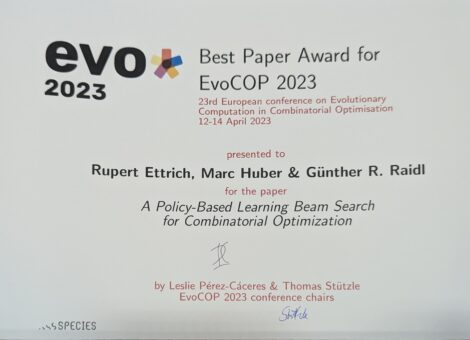 evo*
2023
Best Paper Award for
EvoCOP 2023
23rd European conference on Evolutionary
Computation in Combinatorial Optimisation
12-14 April 2023
presented to
Rupert Ettrich, Marc Huber & Günther R. Raidl
for the paper
A Policy-Based Learning Beam Search
for Combinatorial Optimization
by Leslie Pérez-Cáceres & Thomas Stützle
EvoCOP 2023 conference chairs
SPECIES